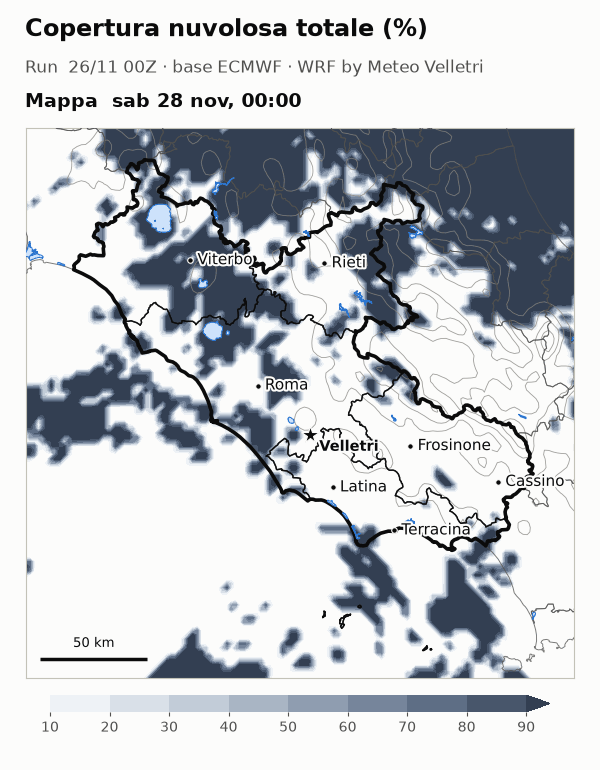 Copertura nuvolosa totale (%)
Run  26/11 00Z · base ECMWF · WRF by Meteo Velletri
Mappa  sab 28 nov, 00:00
Viterbo
Rieti
Roma
Velletri
Frosinone
Cassino
Latina
Terracina
50 km
10 20 30 40 50 60 70 80 90